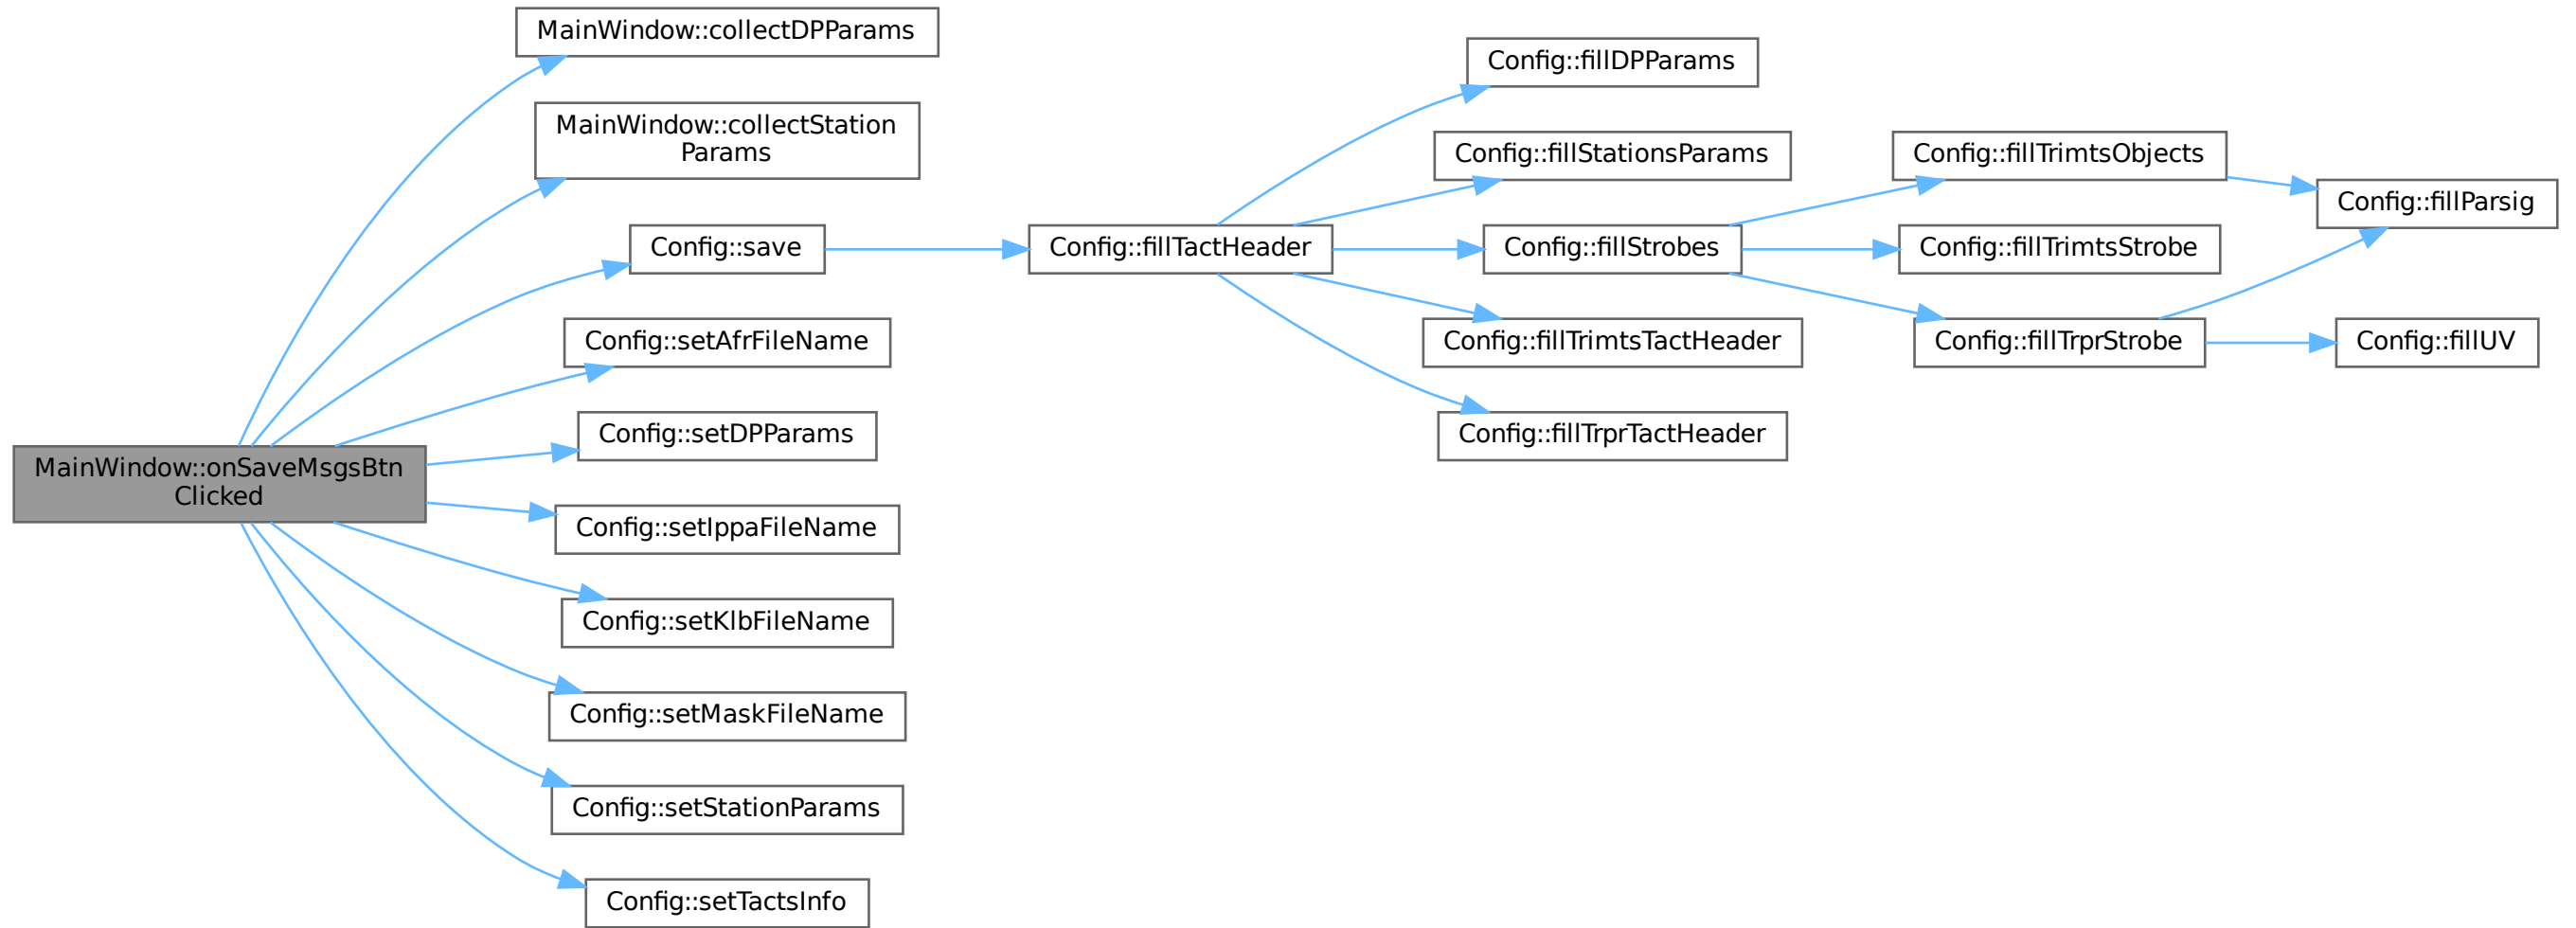 MainWindow::collectDPParams
MainWindow::collectStation
Params
Config::save
Config::setAfrFileName
Config::setDPParams
Config::setIppaFileName
Config::setKlbFileName
Config::setMaskFileName
Config::setStationParams
Config::setTactsInfo
MainWindow::onSaveMsgsBtn
Clicked
Config::fillTactHeader
Config::fillDPParams
Config::fillStationsParams
Config::fillStrobes
Config::fillTrimtsTactHeader
Config::fillTrprTactHeader
Config::fillTrimtsObjects
Config::fillTrimtsStrobe
Config::fillTrprStrobe
Config::fillParsig
Config::fillUV